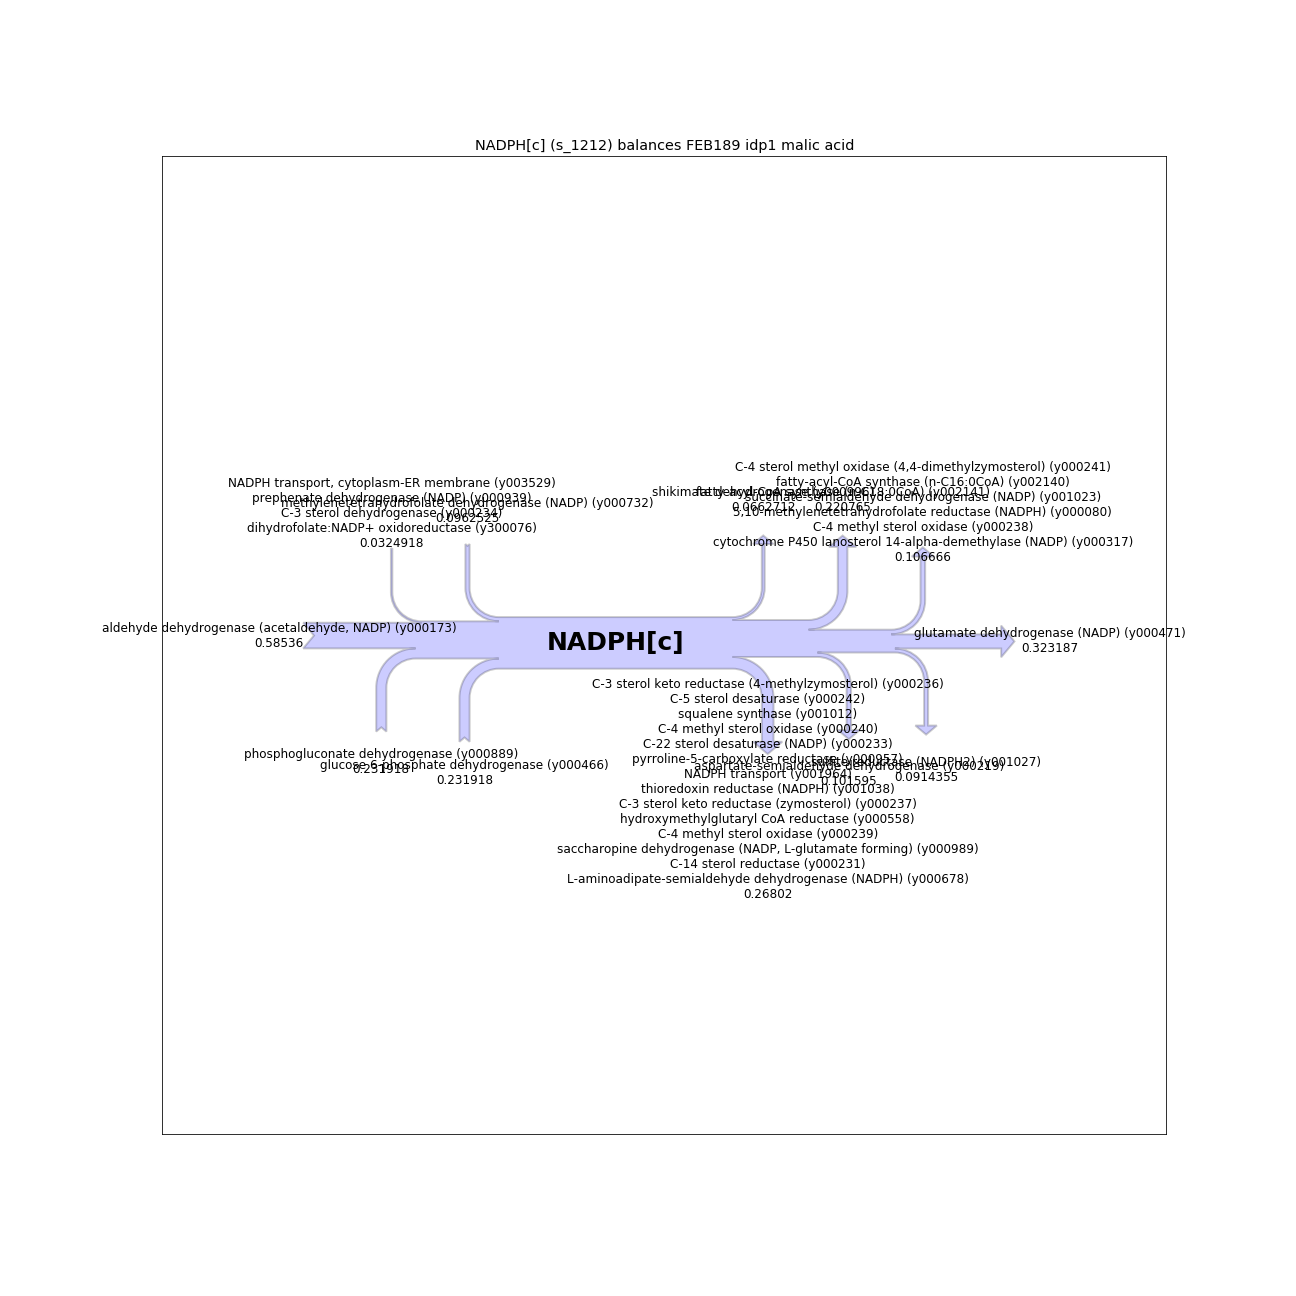 NADPH[c] (s_1212) balances FEB189 idp1 malic acid
NADPH transport, cytoplasm-ER membrane (y003529)
prephenate dehydrogenase (NADP) (y000939)
C-3 sterol dehydrogenase (y000234)
dihydrofolate:NADP+ oxidoreductase (y300076)
0.0324918
methylenetetrahydrofolate dehydrogenase (NADP) (y000732)
0.0962525
shikimate dehydrogenase (y000996)
0.0662712
fatty-acyl-CoA synthase (n-C18:0CoA) (y002141)
0.220765
C-4 sterol methyl oxidase (4,4-dimethylzymosterol) (y000241)
fatty-acyl-CoA synthase (n-C16:0CoA) (y002140)
succinate-semialdehyde dehydrogenase (NADP) (y001023)
5,10-methylenetetrahydrofolate reductase (NADPH) (y000080)
C-4 methyl sterol oxidase (y000238)
cytochrome P450 lanosterol 14-alpha-demethylase (NADP) (y000317)
0.106666
aldehyde dehydrogenase (acetaldehyde, NADP) (y000173)
0.58536
NADPH[c]
glutamate dehydrogenase (NADP) (y000471)
0.323187
phosphogluconate dehydrogenase (y000889)
0.231918
glucose 6-phosphate dehydrogenase (y000466)
0.231918
C-3 sterol keto reductase (4-methylzymosterol) (y000236)
C-5 sterol desaturase (y000242)
squalene synthase (y001012)
C-4 methyl sterol oxidase (y000240)
C-22 sterol desaturase (NADP) (y000233)
pyrroline-5-carboxylate reductase (y000957)
NADPH transport (y001964)
thioredoxin reductase (NADPH) (y001038)
C-3 sterol keto reductase (zymosterol) (y000237)
hydroxymethylglutaryl CoA reductase (y000558)
C-4 methyl sterol oxidase (y000239)
saccharopine dehydrogenase (NADP, L-glutamate forming) (y000989)
C-14 sterol reductase (y000231)
L-aminoadipate-semialdehyde dehydrogenase (NADPH) (y000678)
0.26802
aspartate-semialdehyde dehydrogenase (y000219)
0.101595
sulfite reductase (NADPH2) (y001027)
0.0914355